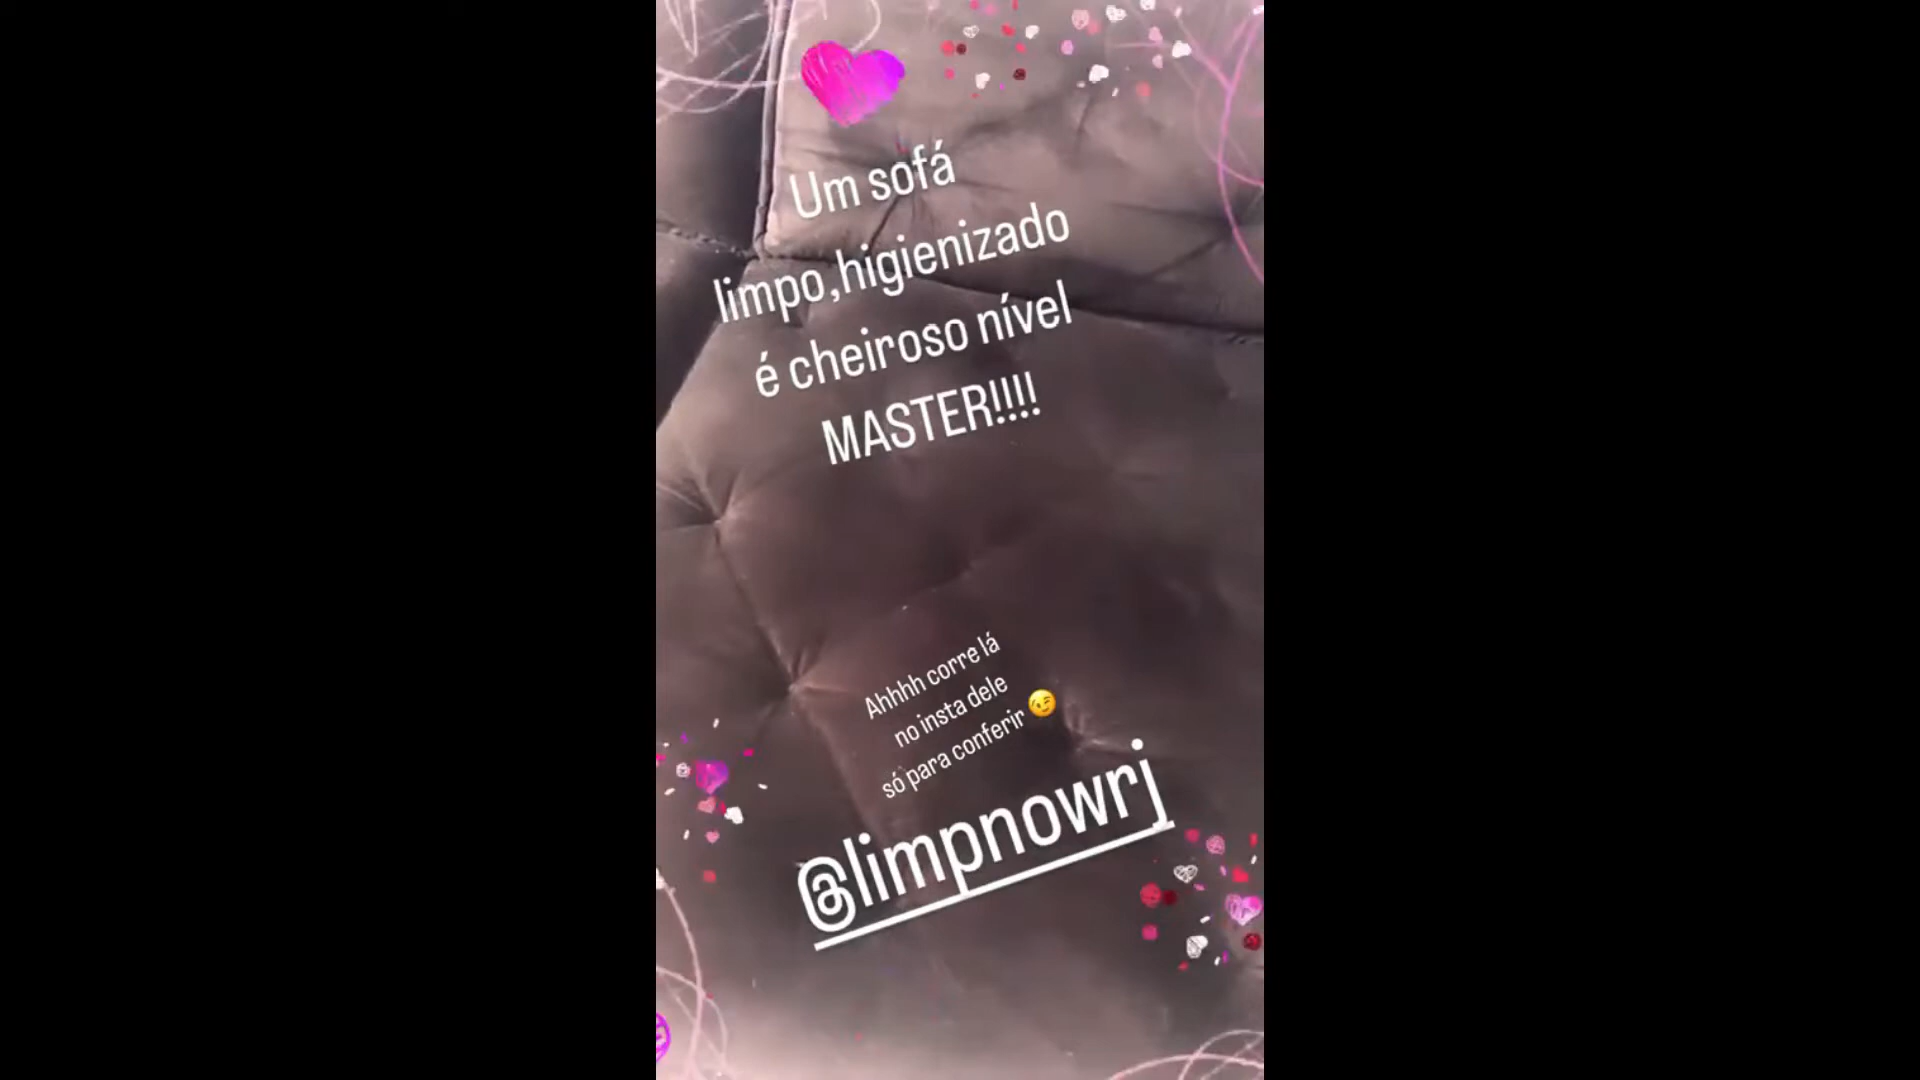 Um sofá
limpo,higienizado
é cheiroso nível
MASTER!!!!
Ahhhh corre lá
no insta dele
só para conferir😉
@limpnowrj